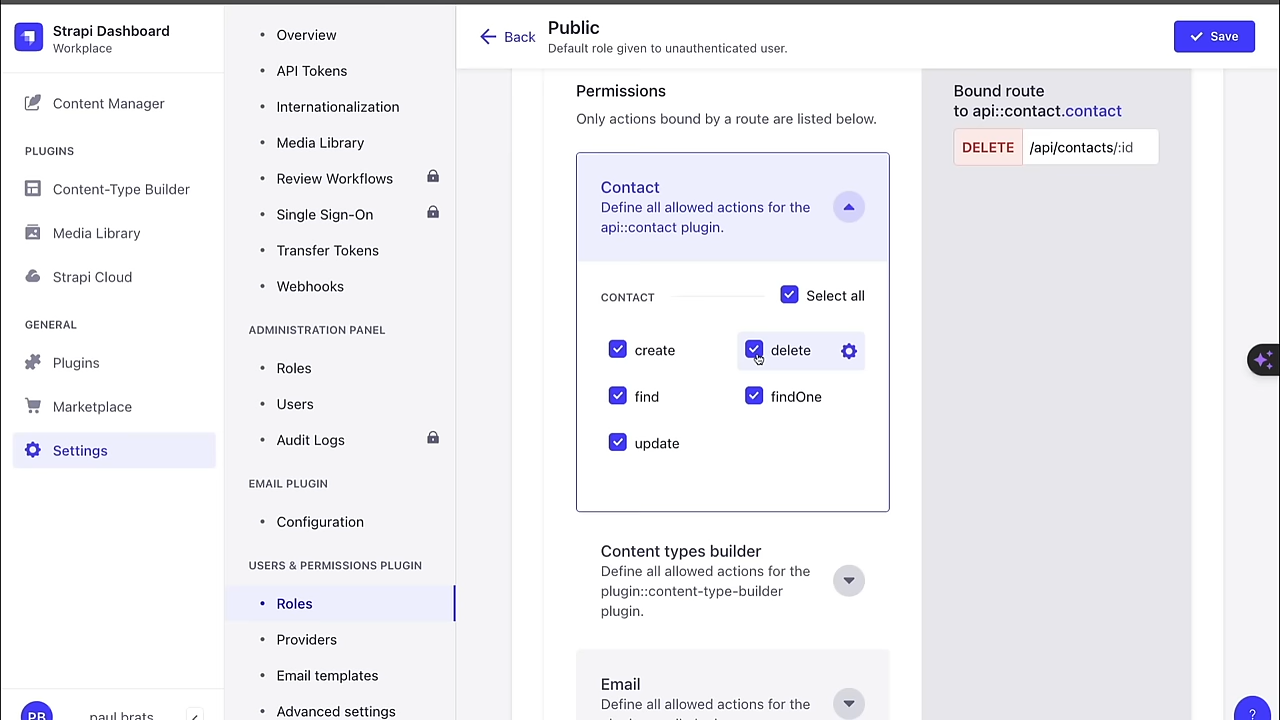 Strapi Dashboard
Workplace
Content Manager
PLUGINS
Content-Type Builder
Media Library
Strapi Cloud
GENERAL
Plugins
Marketplace
Settings
PB
paul brats
Overview
API Tokens
Internationalization
Media Library
Review Workflows
Single Sign-On
Transfer Tokens
Webhooks
ADMINISTRATION PANEL
Roles
Users
Audit Logs
EMAIL PLUGIN
Configuration
USERS & PERMISSIONS PLUGIN
Roles
Providers
Email templates
Advanced settings
Back
Public
Default role given to unauthenticated user.
Save
Permissions
Only actions bound by a route are listed below.
Contact
Define all allowed actions for the
api::contact plugin.
CONTACT
Select all
create
delete
find
findOne
update
Content types builder
Define all allowed actions for the
plugin::content-type-builder
plugin.
Email
Define all allowed actions for the
Bound route
to api::contact.contact
DELETE /api/contacts/:id
?